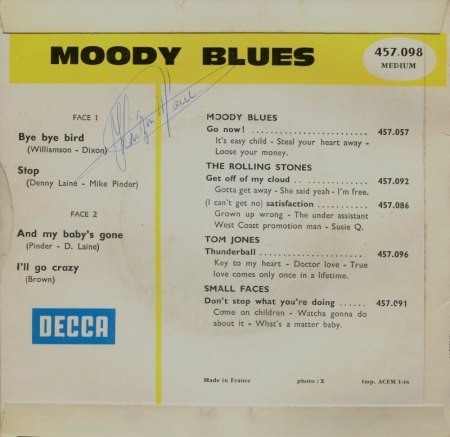 MOODY BLUES
457.098
MEDIUM
FACE 1
Bye bye bird
(Williamson - Dixon)
Stop
(Denny Laine - Mike Pinder)
FACE 2
And my baby's gone
(Pinder - D. Laine)
I'll go crazy
(Brown)
DECCA
MOODY BLUES
Go now! .......................... 457.057
It's easy child - Steal your heart away -
Loose your money.
THE ROLLING STONES
Get off of my cloud ................ 457.092
Gotta get away - She said yeah - I'm free.
(I can't get no) satisfaction ............ 457.086
Grown up wrong - The under assistant
West Coast promotion man - Susie Q.
TOM JONES
Thunderball ........................ 457.096
Key to my heart - Doctor love - True
love comes only once in a lifetime.
SMALL FACES
Don't stop what you're doing ...... 457.091
Come on children - Watcha gonna do
about it - What's a matter baby.
Made in France
photo : X
Imp. ACEM 1-66